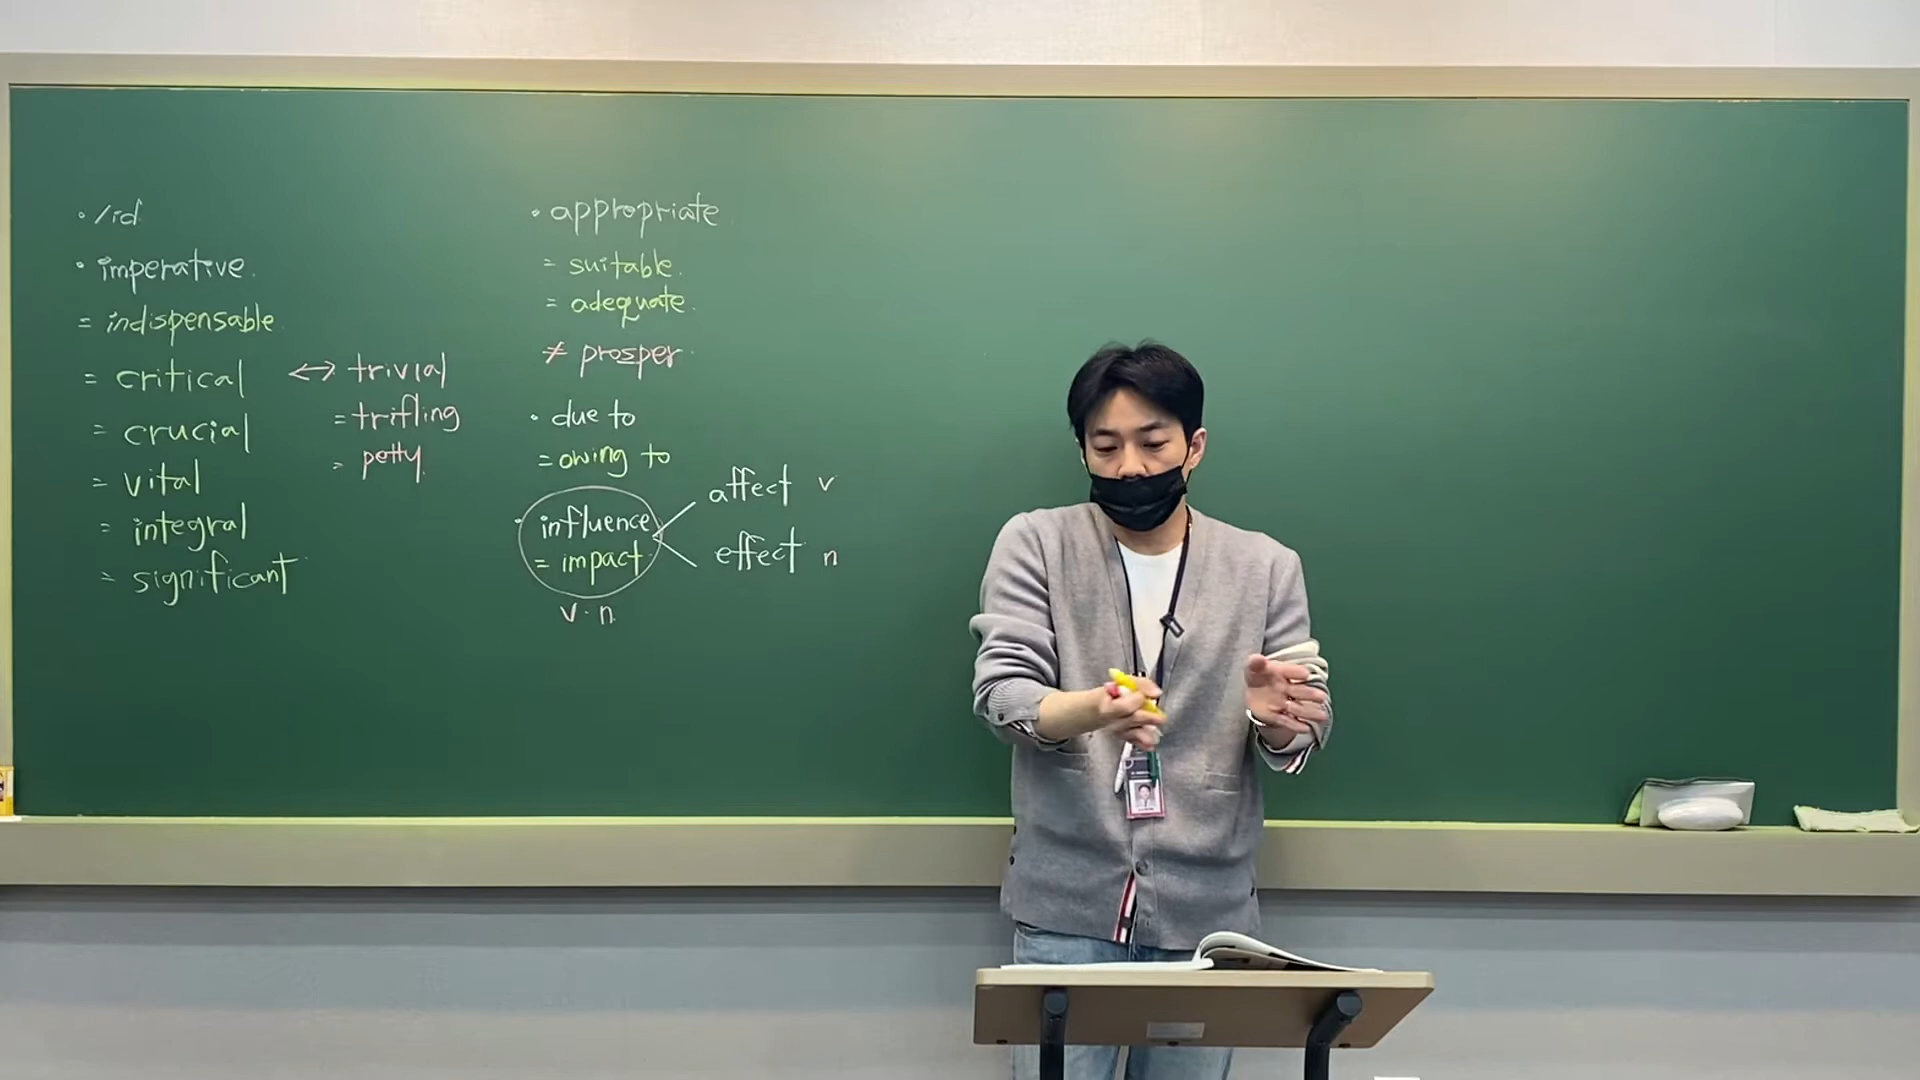 · /id
· imperative.
= indispensable
= critical ↔ trivial
= trifling
= crucial
= petty.
= vital
= integral
= significant
· appropriate
= suitable.
= adequate.
≠ prosper
· due to
= owing to
· influence
= impact
v · n
affect v
effect n